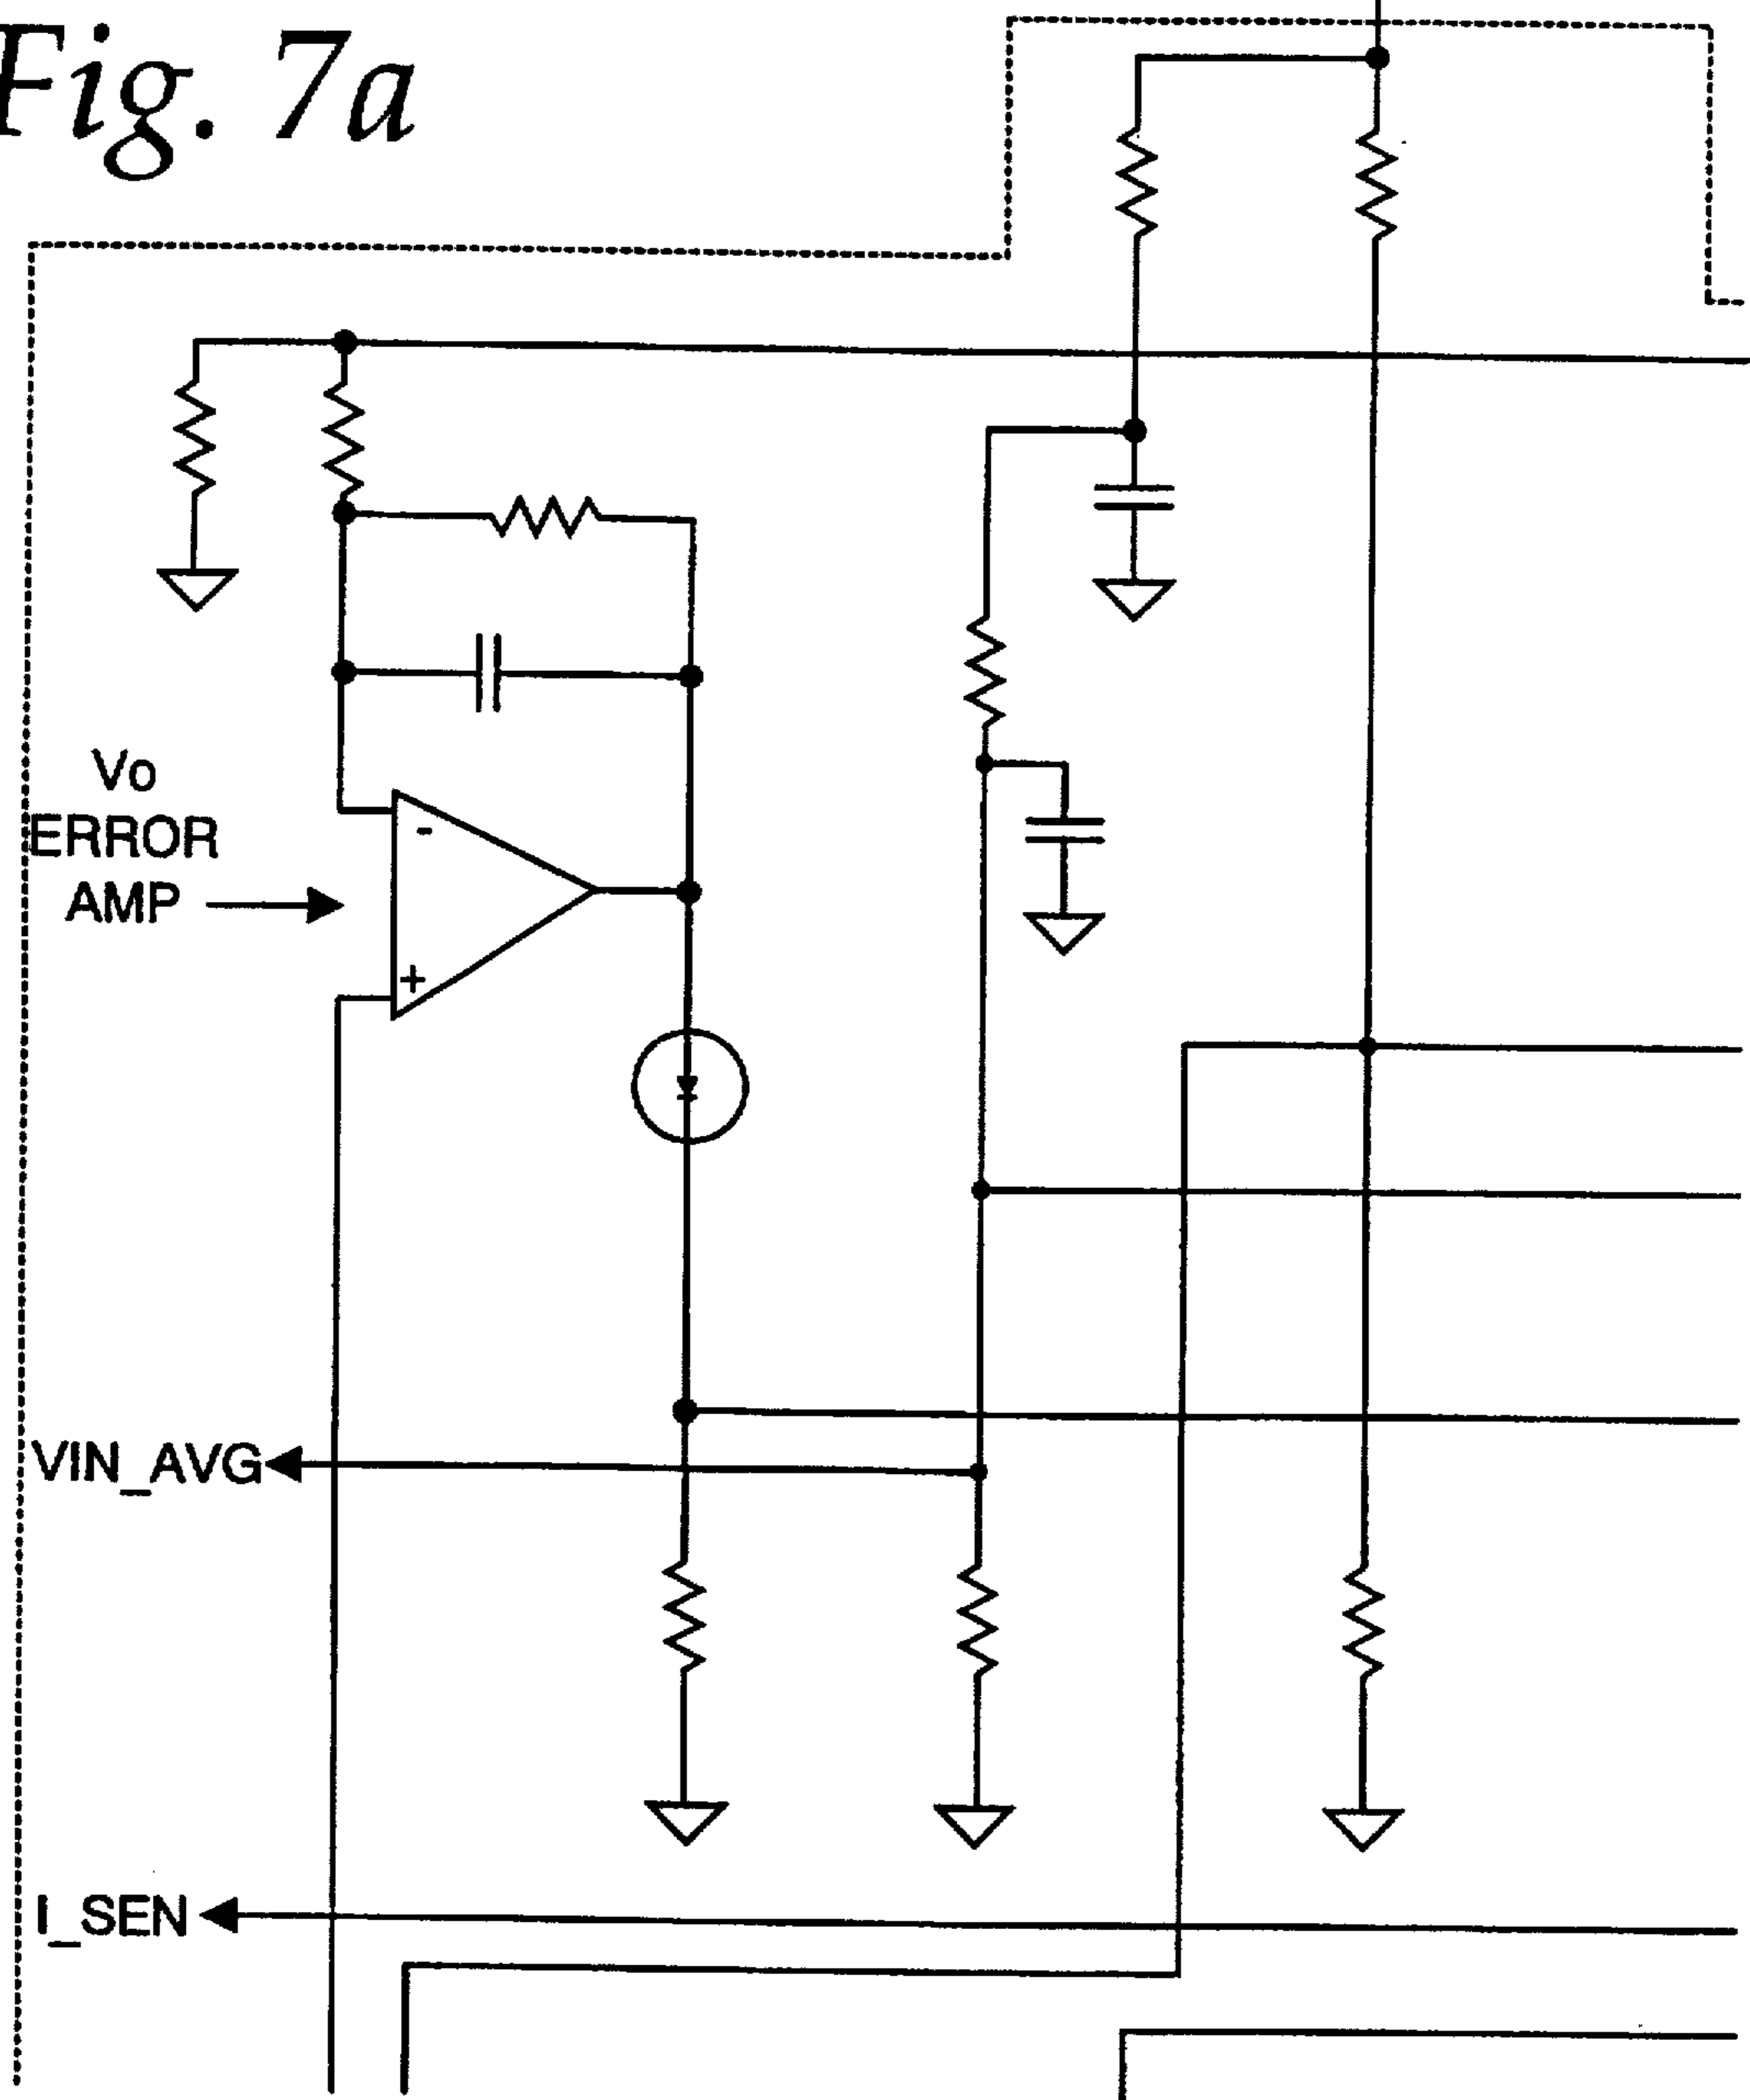 Fig. 7a
Vo
ERROR
AMP
-
+
VIN_AVG
I_SEN